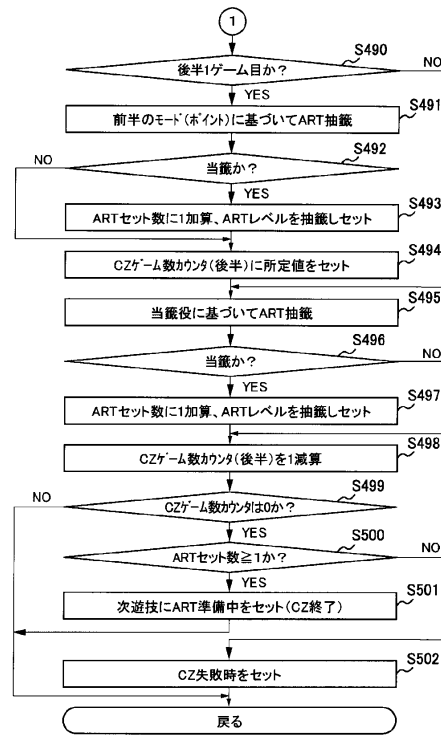 1
S490
後半1ゲーム目か?
NO
YES
S491
前半のモード(ポイント)に基づいてART抽籤
S492
NO
当籤か?
YES
S493
ARTセット数に1加算、ARTレベルを抽籤しセット
S494
CZゲーム数カウンタ(後半)に所定値をセット
S495
当籤役に基づいてART抽籤
S496
当籤か?
NO
YES
S497
ARTセット数に1加算、ARTレベルを抽籤しセット
S498
CZゲーム数カウンタ(後半)を1減算
S499
NO
CZゲーム数カウンタは0か?
YES
S500
ARTセット数≧1か?
NO
YES
S501
次遊技にART準備中をセット(CZ終了)
S502
CZ失敗時をセット
戻る